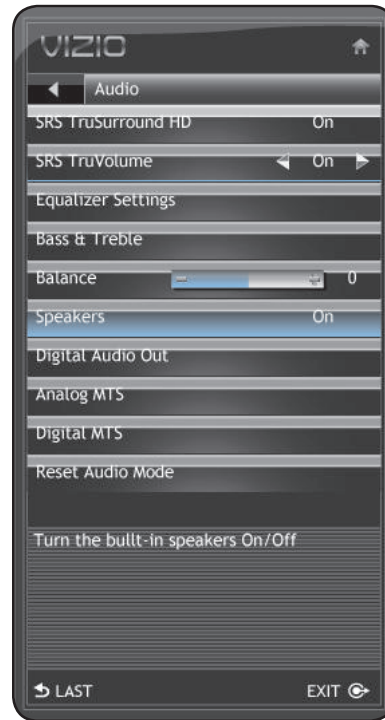 VIZIO
Audio
SRS TruSurround HD On
SRS TruVolume On
Equalizer Settings
Bass & Treble
Balance 0
Speakers On
Digital Audio Out
Analog MTS
Digital MTS
Reset Audio Mode
Turn the bullt-in speakers On/Off
LAST EXIT